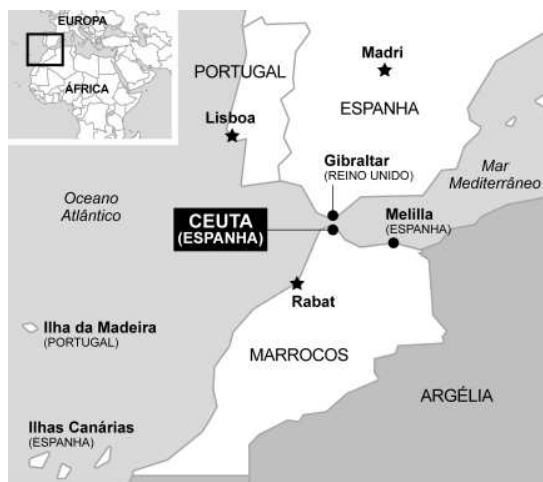 EUROPA
ÁFRICA
PORTUGAL
Lisboa
Madri
ESPANHA
Gibraltar
(REINO UNIDO)
Mar
Mediterrâneo
Oceano
Atlântico
CEUTA
(ESPANHA)
Melilla
(ESPANHA)
Rabat
Ilha da Madeira
(PORTUGAL)
MARROCOS
ARGÉLIA
Ilhas Canárias
(ESPANHA)